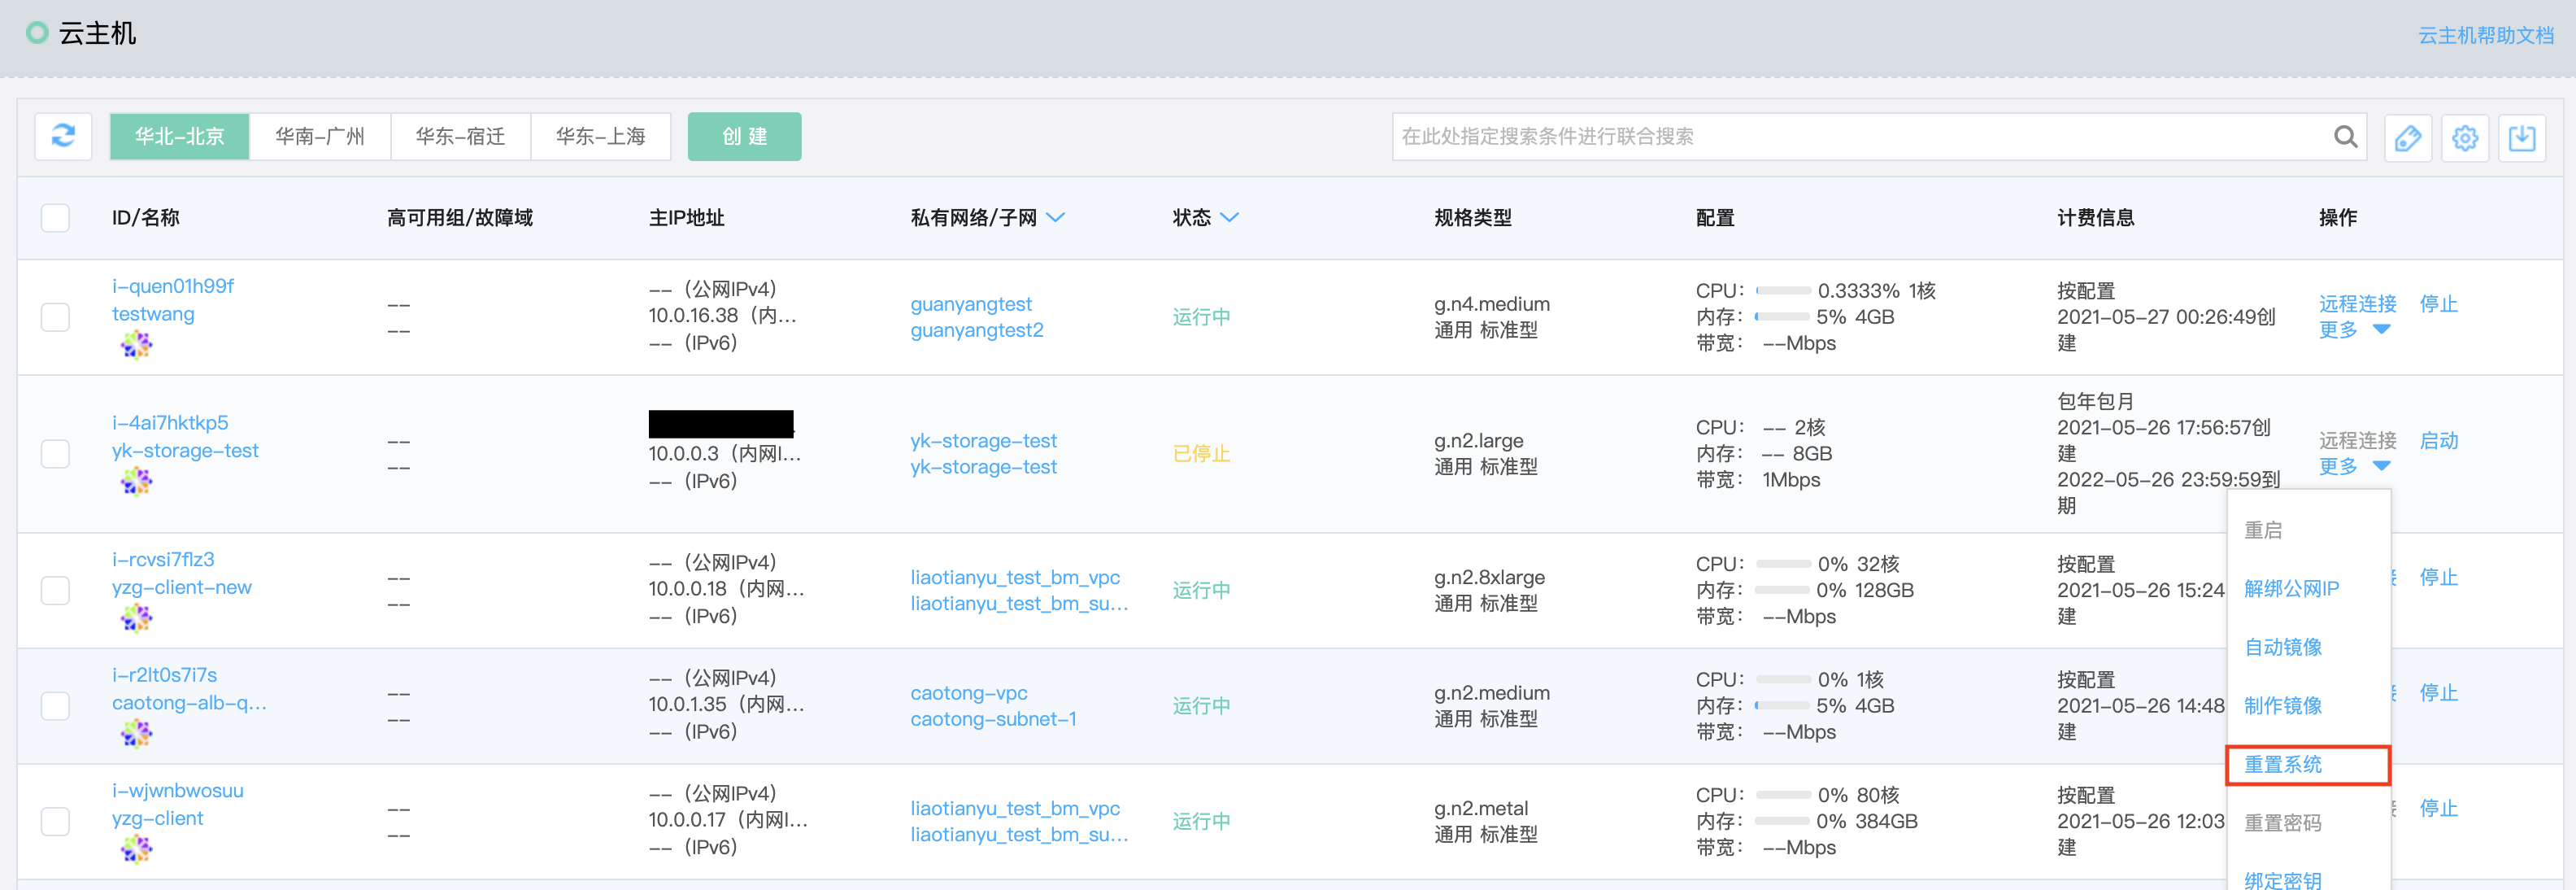 云主机
云主机帮助文档
华北-北京
华南-广州
华东-宿迁
华东-上海
创 建
在此处指定搜索条件进行联合搜索
ID/名称
高可用组/故障域
主IP地址
私有网络/子网
状态
规格类型
配置
计费信息
操作
i-quen01h99f
testwang
--
--
--（公网IPv4）
10.0.16.38（内...
--（IPv6）
guanyangtest
guanyangtest2
运行中
g.n4.medium
通用 标准型
CPU： 0.3333% 1核
内存： 5% 4GB
带宽： --Mbps
按配置
2021-05-27 00:26:49创
建
远程连接 停止
更多
i-4ai7hktkp5
yk-storage-test
--
--
10.0.0.3（内网I...
--（IPv6）
yk-storage-test
yk-storage-test
已停止
g.n2.large
通用 标准型
CPU： -- 2核
内存： -- 8GB
带宽： 1Mbps
包年包月
2021-05-26 17:56:57创
建
2022-05-26 23:59:59到
期
远程连接 启动
更多
重启
解绑公网IP
自动镜像
制作镜像
重置系统
重置密码
绑定密钥
i-rcvsi7flz3
yzg-client-new
--
--
--（公网IPv4）
10.0.0.18（内网...
--（IPv6）
liaotianyu_test_bm_vpc
liaotianyu_test_bm_su...
运行中
g.n2.8xlarge
通用 标准型
CPU： 0% 32核
内存： 0% 128GB
带宽： --Mbps
按配置
2021-05-26 15:24
建
停止
i-r2lt0s7i7s
caotong-alb-q...
--
--
--（公网IPv4）
10.0.1.35（内网...
--（IPv6）
caotong-vpc
caotong-subnet-1
运行中
g.n2.medium
通用 标准型
CPU： 0% 1核
内存： 5% 4GB
带宽： --Mbps
按配置
2021-05-26 14:48
建
停止
i-wjwnbwosuu
yzg-client
--
--
--（公网IPv4）
10.0.0.17（内网I...
--（IPv6）
liaotianyu_test_bm_vpc
liaotianyu_test_bm_su...
运行中
g.n2.metal
通用 标准型
CPU： 0% 80核
内存： 0% 384GB
带宽： --Mbps
按配置
2021-05-26 12:03
建
停止